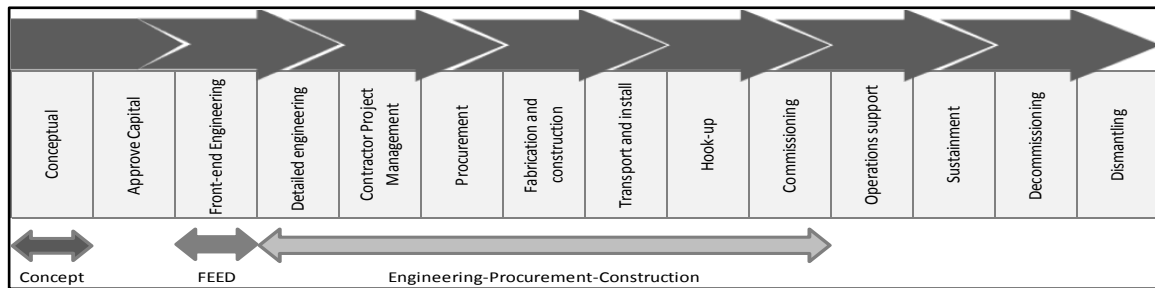 Conceptual
Approve Capital
Front-end Engineering
Detailed engineering
Contractor Project
Management
Procurement
Fabrication and
construction
Transport and install
Hook-up
Commissioning
Operations support
Sustainment
Decommissioning
Dismantling
Concept
FEED
Engineering-Procurement-Construction